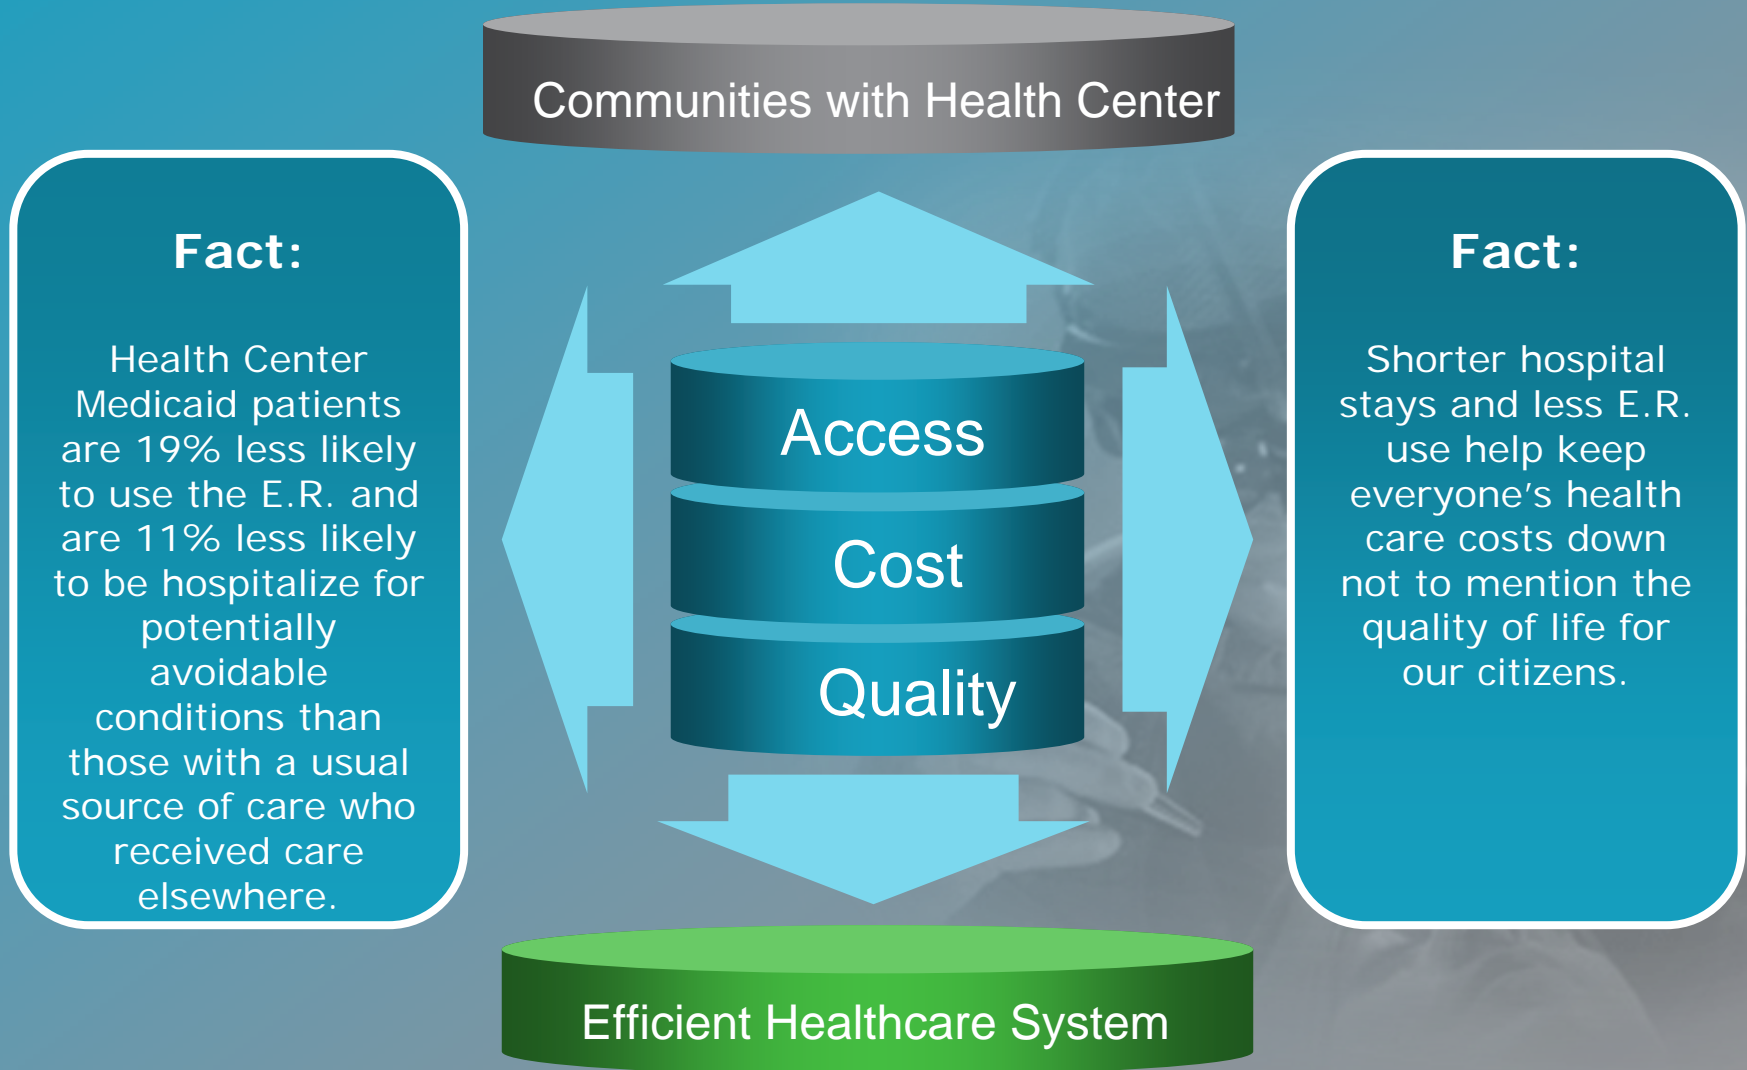 Communities with Health Center
Fact:
Health Center
Medicaid patients
are 19% less likely
to use the E.R. and
are 11% less likely
to be hospitalize for
potentially
avoidable
conditions than
those with a usual
source of care who
received care
elsewhere.
Access
Cost
Quality
Fact:
Shorter hospital
stays and less E.R.
use help keep
everyone’s health
care costs down
not to mention the
quality of life for
our citizens.
Efficient Healthcare System